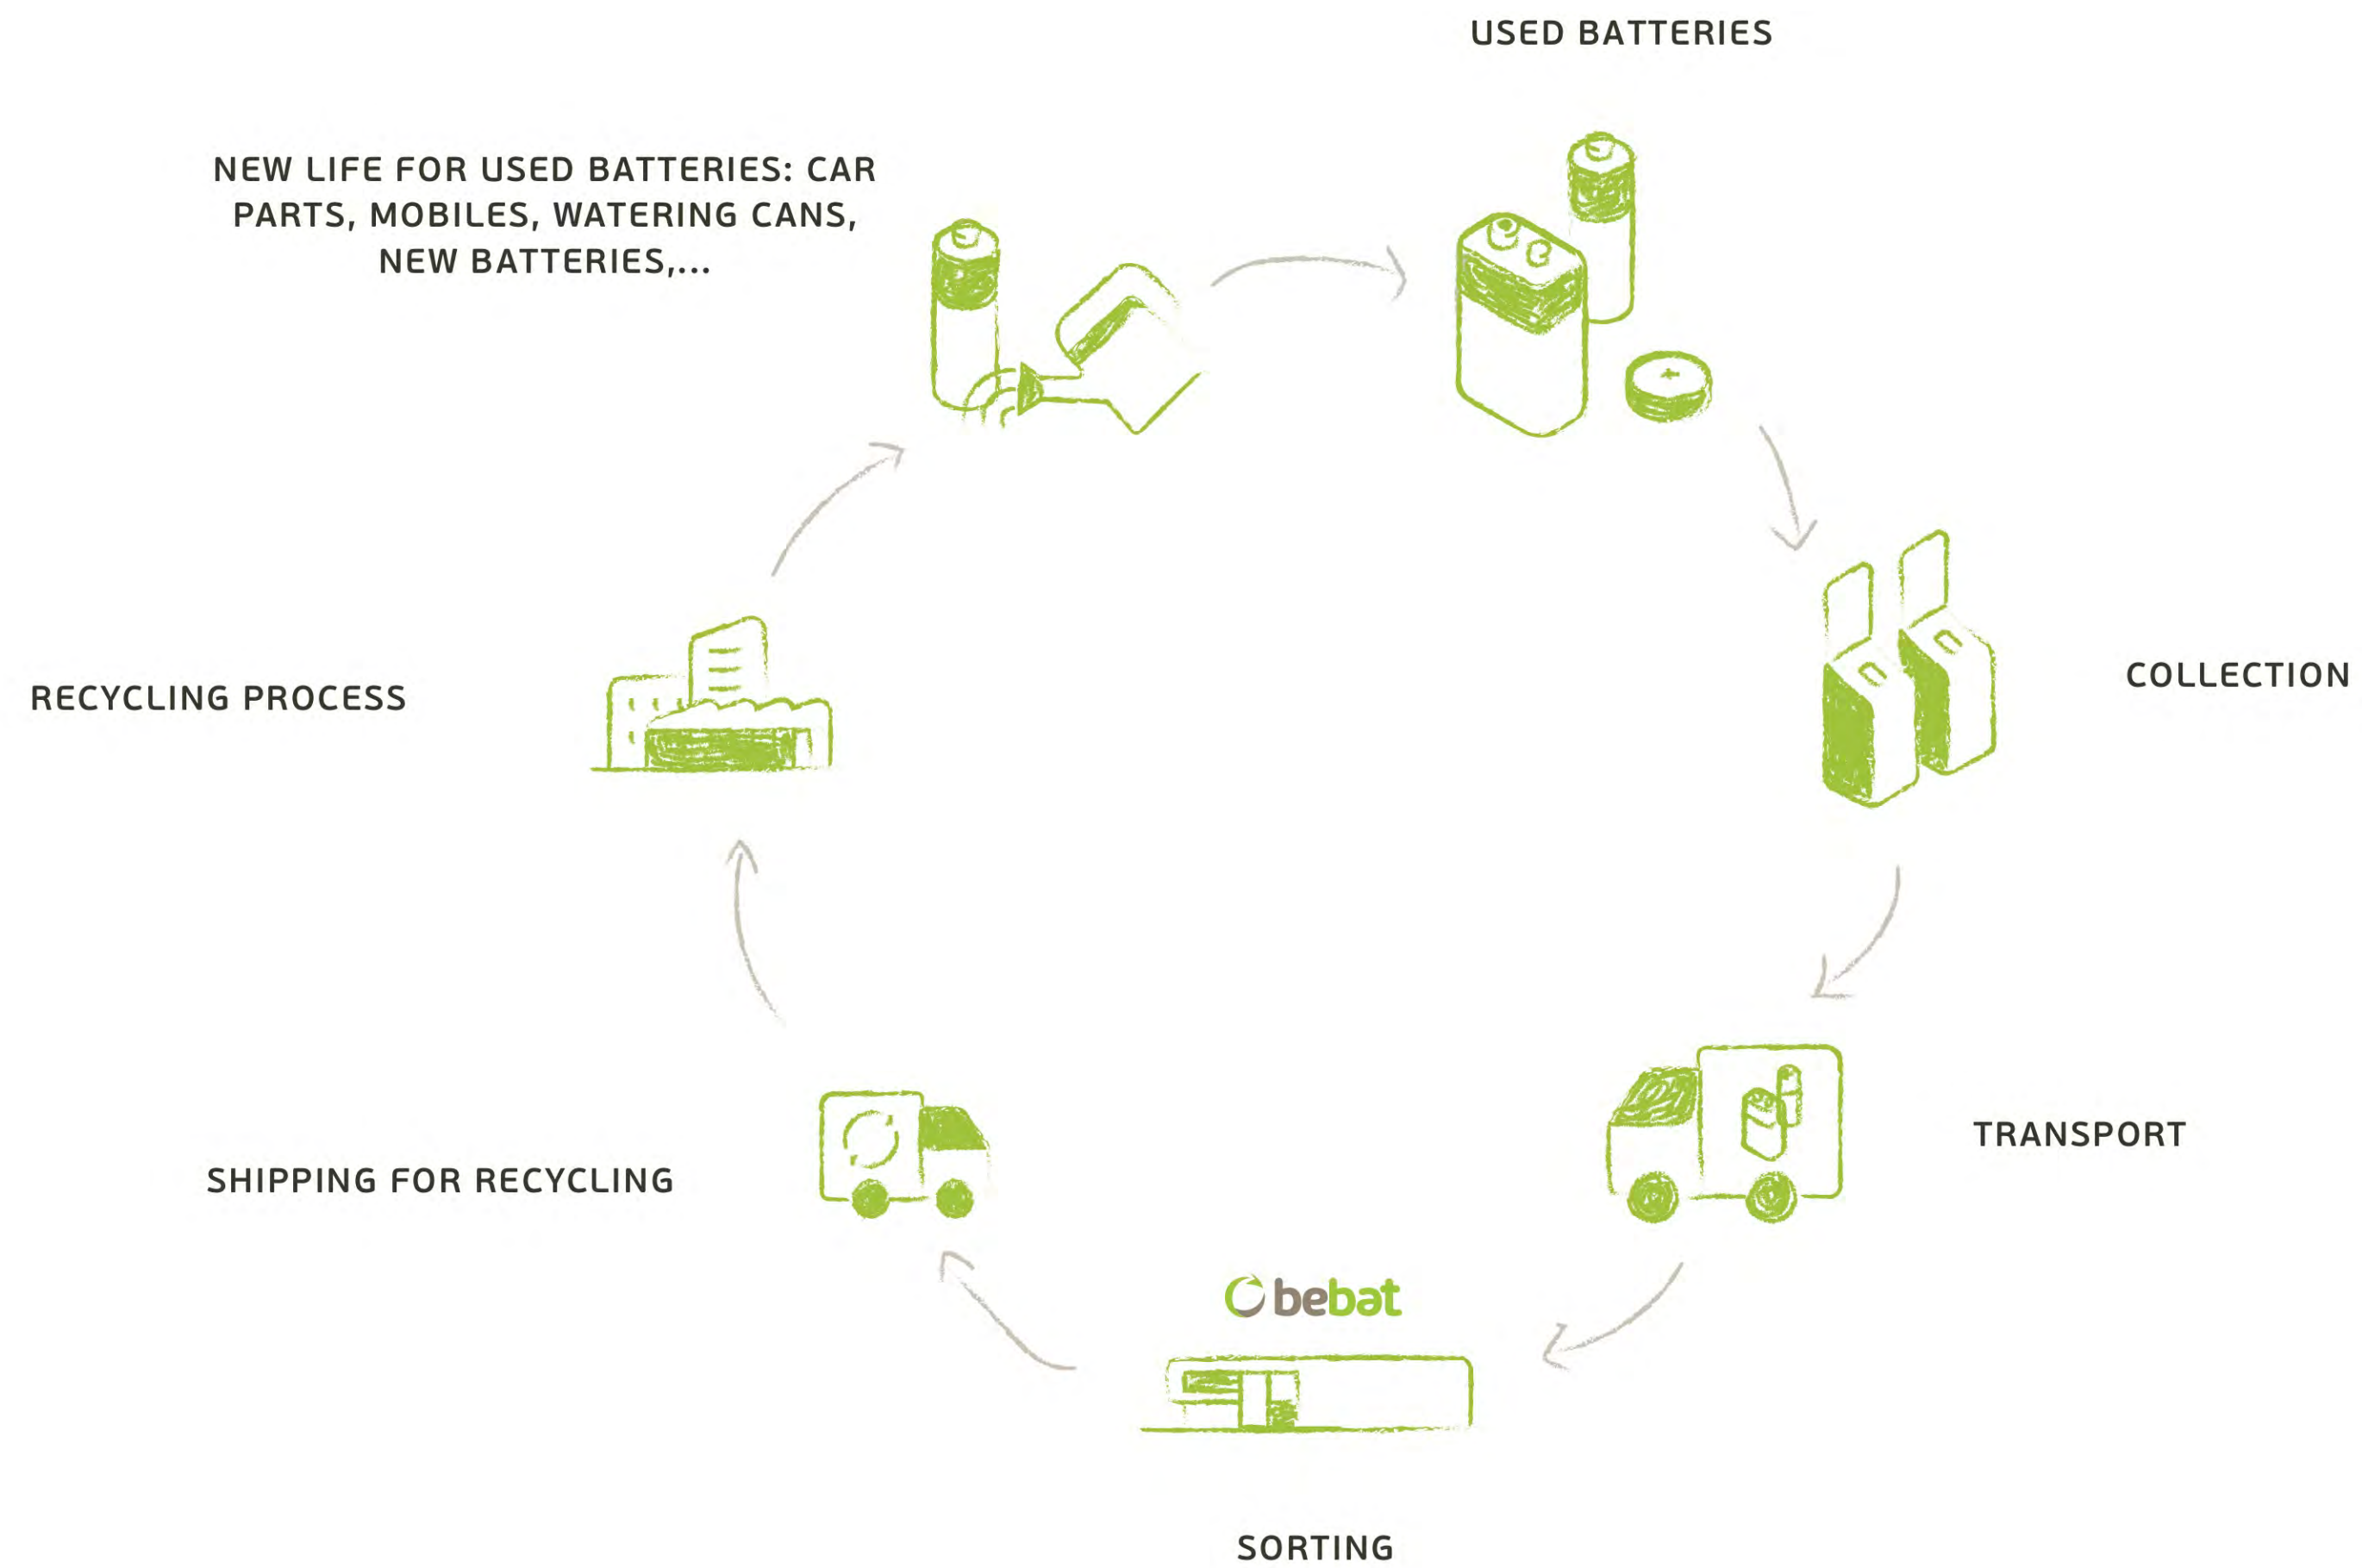 USED BATTERIES
NEW LIFE FOR USED BATTERIES: CAR
PARTS, MOBILES, WATERING CANS,
NEW BATTERIES,...
COLLECTION
RECYCLING PROCESS
TRANSPORT
SHIPPING FOR RECYCLING
bebat
SORTING